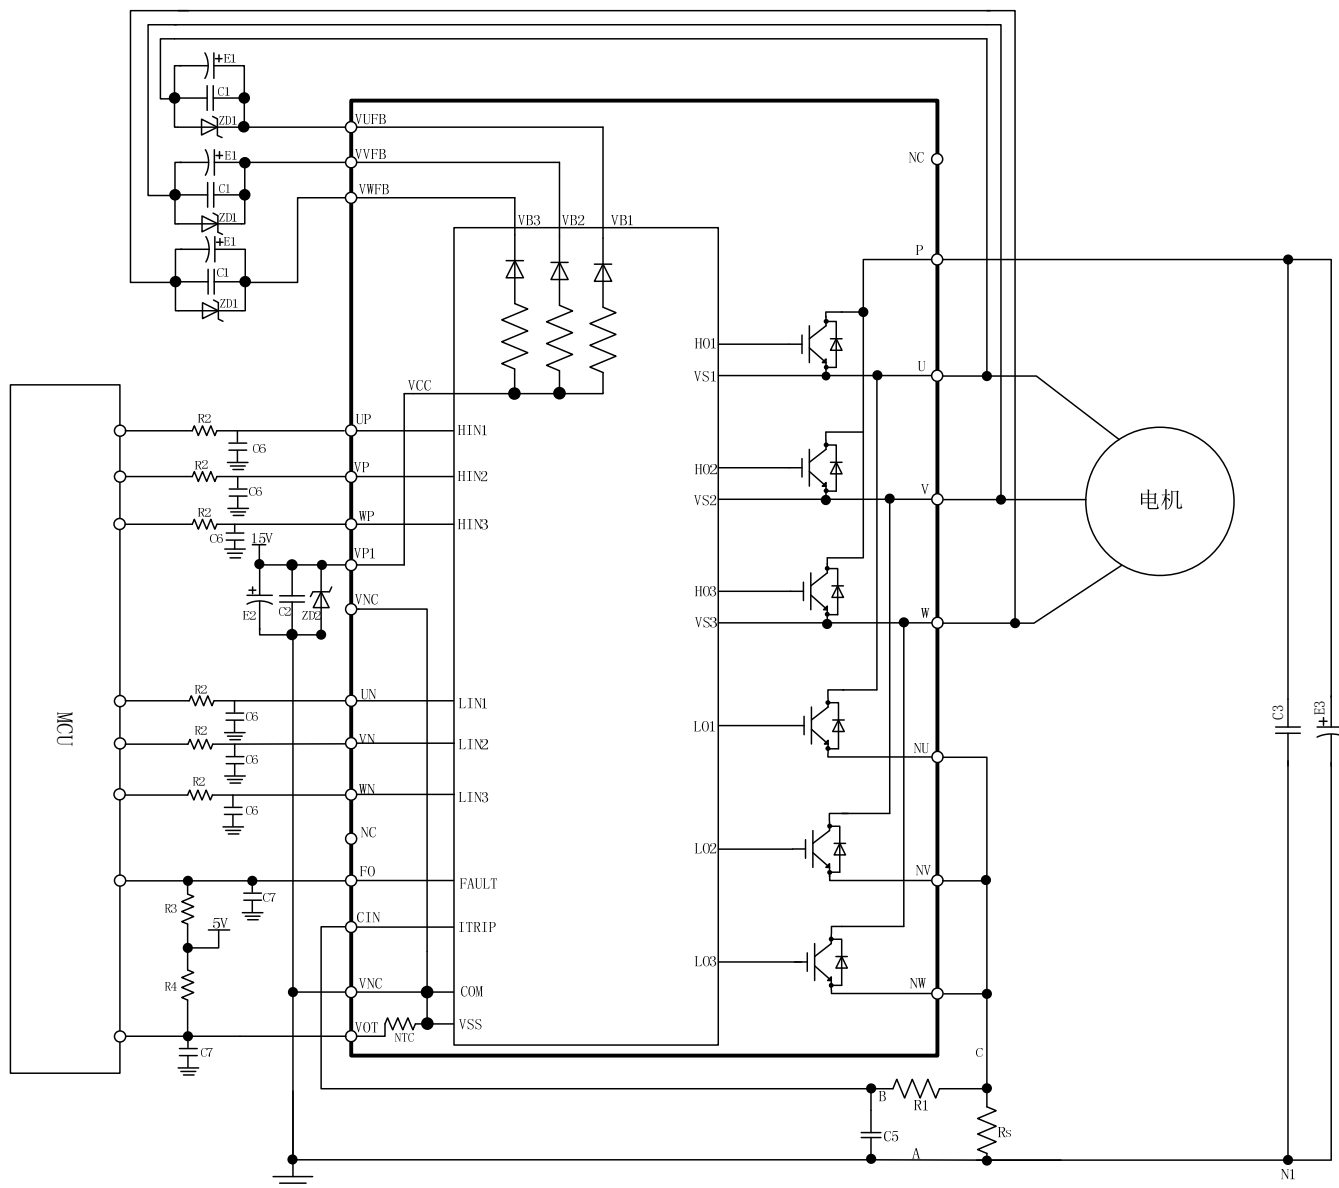 E1
C1
ZD1
VUFB
E1
VVFB
NC
C1
VWFB
ZD1
VB3 VB2 VB1
E1
P
C1
ZD1
HO1
U
VS1
VCC
R2 UP
HIN1
C6
R2 VP
HO2
HIN2
V
C6
VS2
电机
R2 WP
HIN3
C6 15V
VP1
HO3
VNC
E2 C2 ZD2
W
VS3
R2 UN
LIN1
C6
C3 E3
MCU
LO1
R2 VN
LIN2
NU
C6
R2 WN
LIN3
C6
NC
LO2
FO
NV
FAULT
C7
R3
CIN
5V
ITRIP
LO3
R4
VNC
COM
NW
VOT
VSS
NTC
C7
C
B
R1
C5
Rs
A
N1